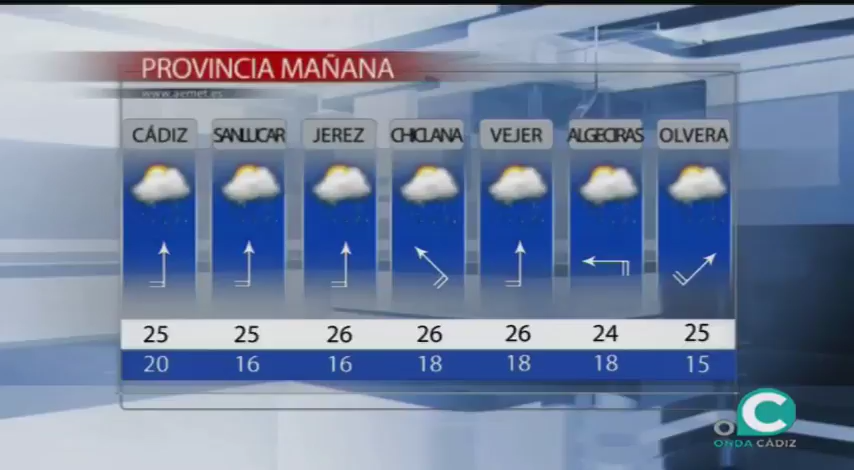 PROVINCIA MAÑANA
www.aemet.es
CÁDIZ SANLUCAR JEREZ CHICLANA VEJER ALGECIRAS OLVERA
25 25 26 26 26 24 25
20 16 16 18 18 18 15
OC
ONDA CÁDIZ